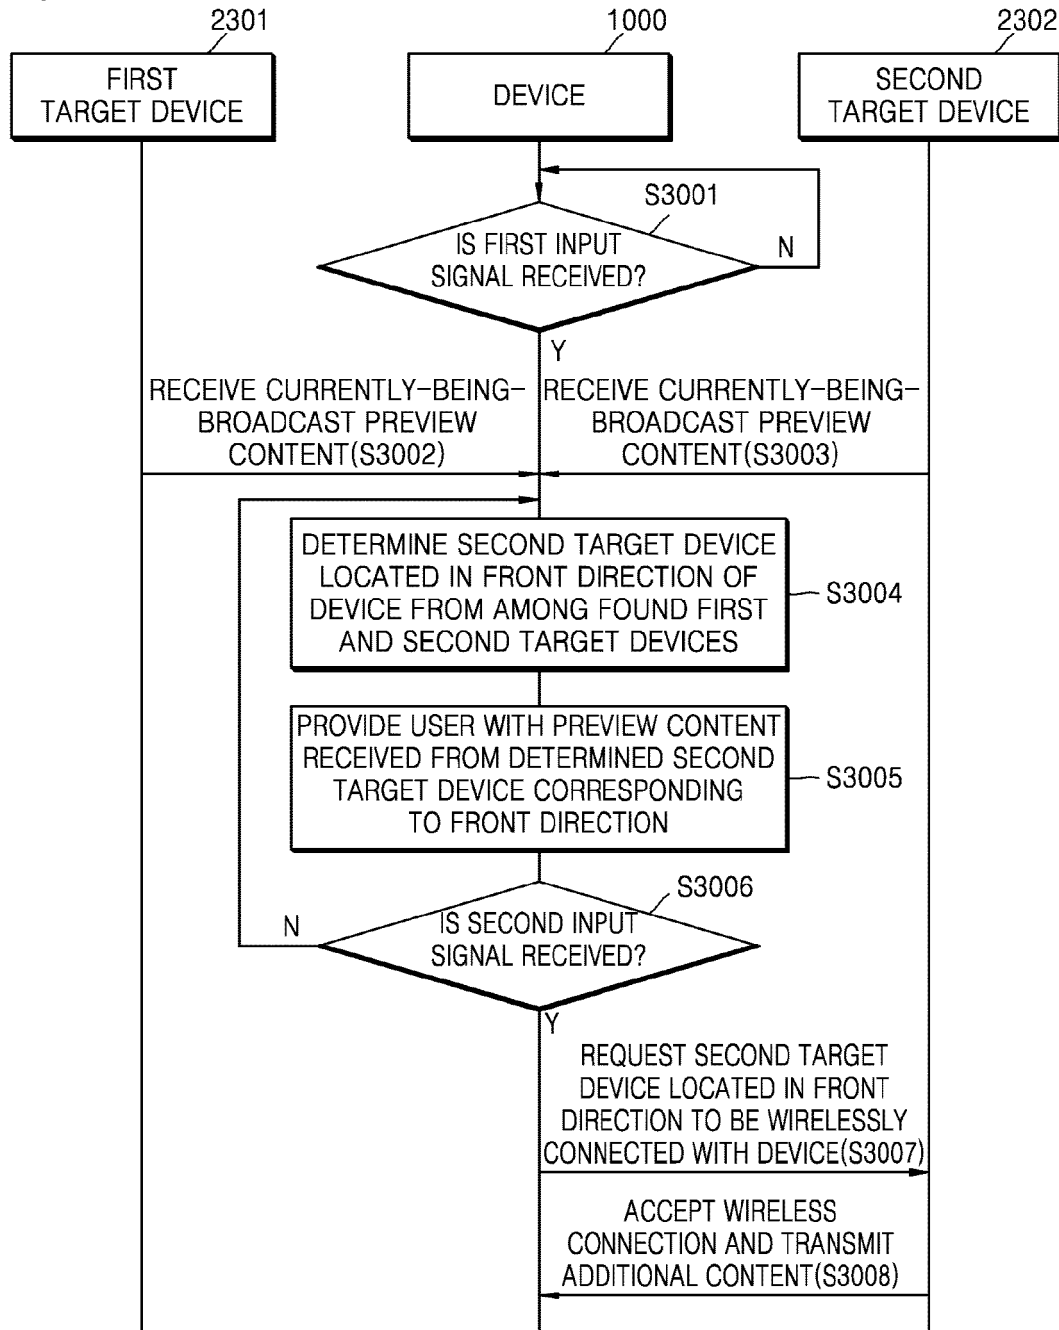 2301
1000
2302
FIRST
TARGET DEVICE
DEVICE
SECOND
TARGET DEVICE
S3001
IS FIRST INPUT
SIGNAL RECEIVED?
N
Y
RECEIVE CURRENTLY-BEING-
BROADCAST PREVIEW
CONTENT(S3002)
RECEIVE CURRENTLY-BEING-
BROADCAST PREVIEW
CONTENT(S3003)
DETERMINE SECOND TARGET DEVICE
LOCATED IN FRONT DIRECTION OF
DEVICE FROM AMONG FOUND FIRST
AND SECOND TARGET DEVICES
S3004
PROVIDE USER WITH PREVIEW CONTENT
RECEIVED FROM DETERMINED SECOND
TARGET DEVICE CORRESPONDING
TO FRONT DIRECTION
S3005
S3006
IS SECOND INPUT
SIGNAL RECEIVED?
N
Y
REQUEST SECOND TARGET
DEVICE LOCATED IN FRONT
DIRECTION TO BE WIRELESSLY
CONNECTED WITH DEVICE(S3007)
ACCEPT WIRELESS
CONNECTION AND TRANSMIT
ADDITIONAL CONTENT(S3008)